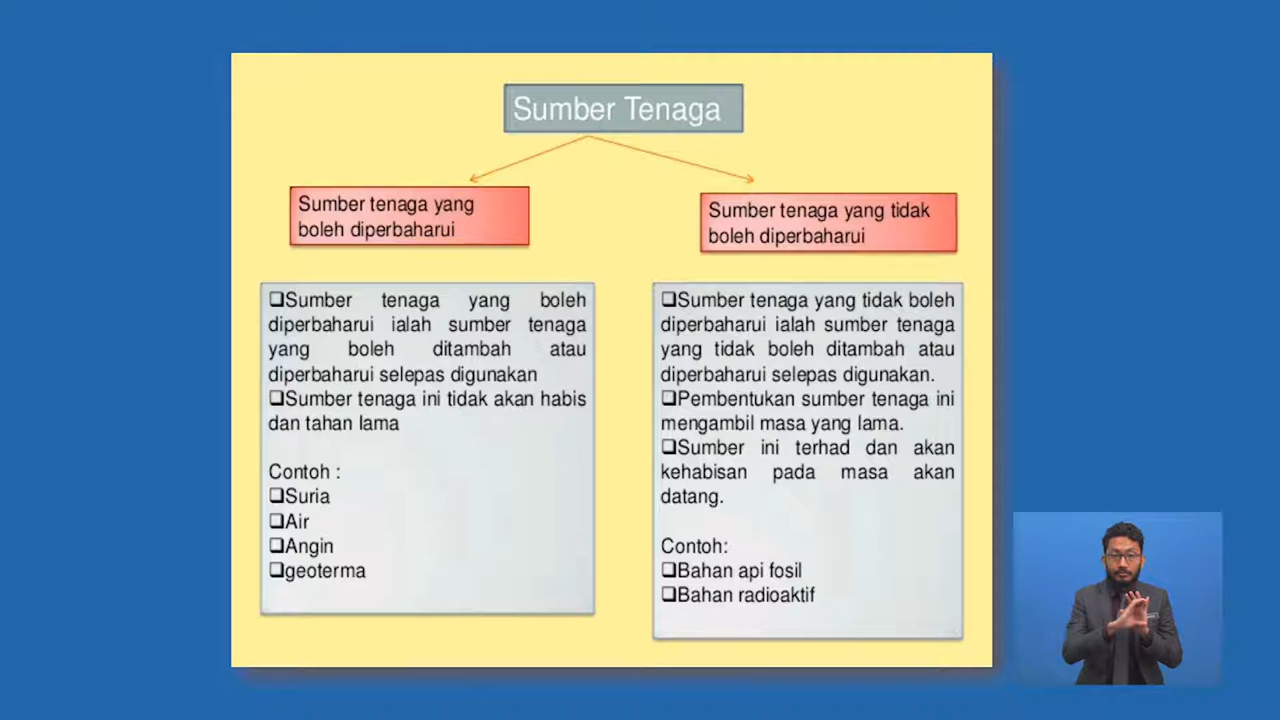 Sumber Tenaga
Sumber tenaga yang
boleh diperbaharui
Sumber tenaga yang tidak
boleh diperbaharui
❑Sumber tenaga yang boleh
diperbaharui ialah sumber tenaga
yang boleh ditambah atau
diperbaharui selepas digunakan
❑Sumber tenaga ini tidak akan habis
dan tahan lama
Contoh :
❑Suria
❑Air
❑Angin
❑geoterma
❑Sumber tenaga yang tidak boleh
diperbaharui ialah sumber tenaga
yang tidak boleh ditambah atau
diperbaharui selepas digunakan.
❑Pembentukan sumber tenaga ini
mengambil masa yang lama.
❑Sumber ini terhad dan akan
kehabisan pada masa akan
datang.
Contoh:
❑Bahan api fosil
❑Bahan radioaktif